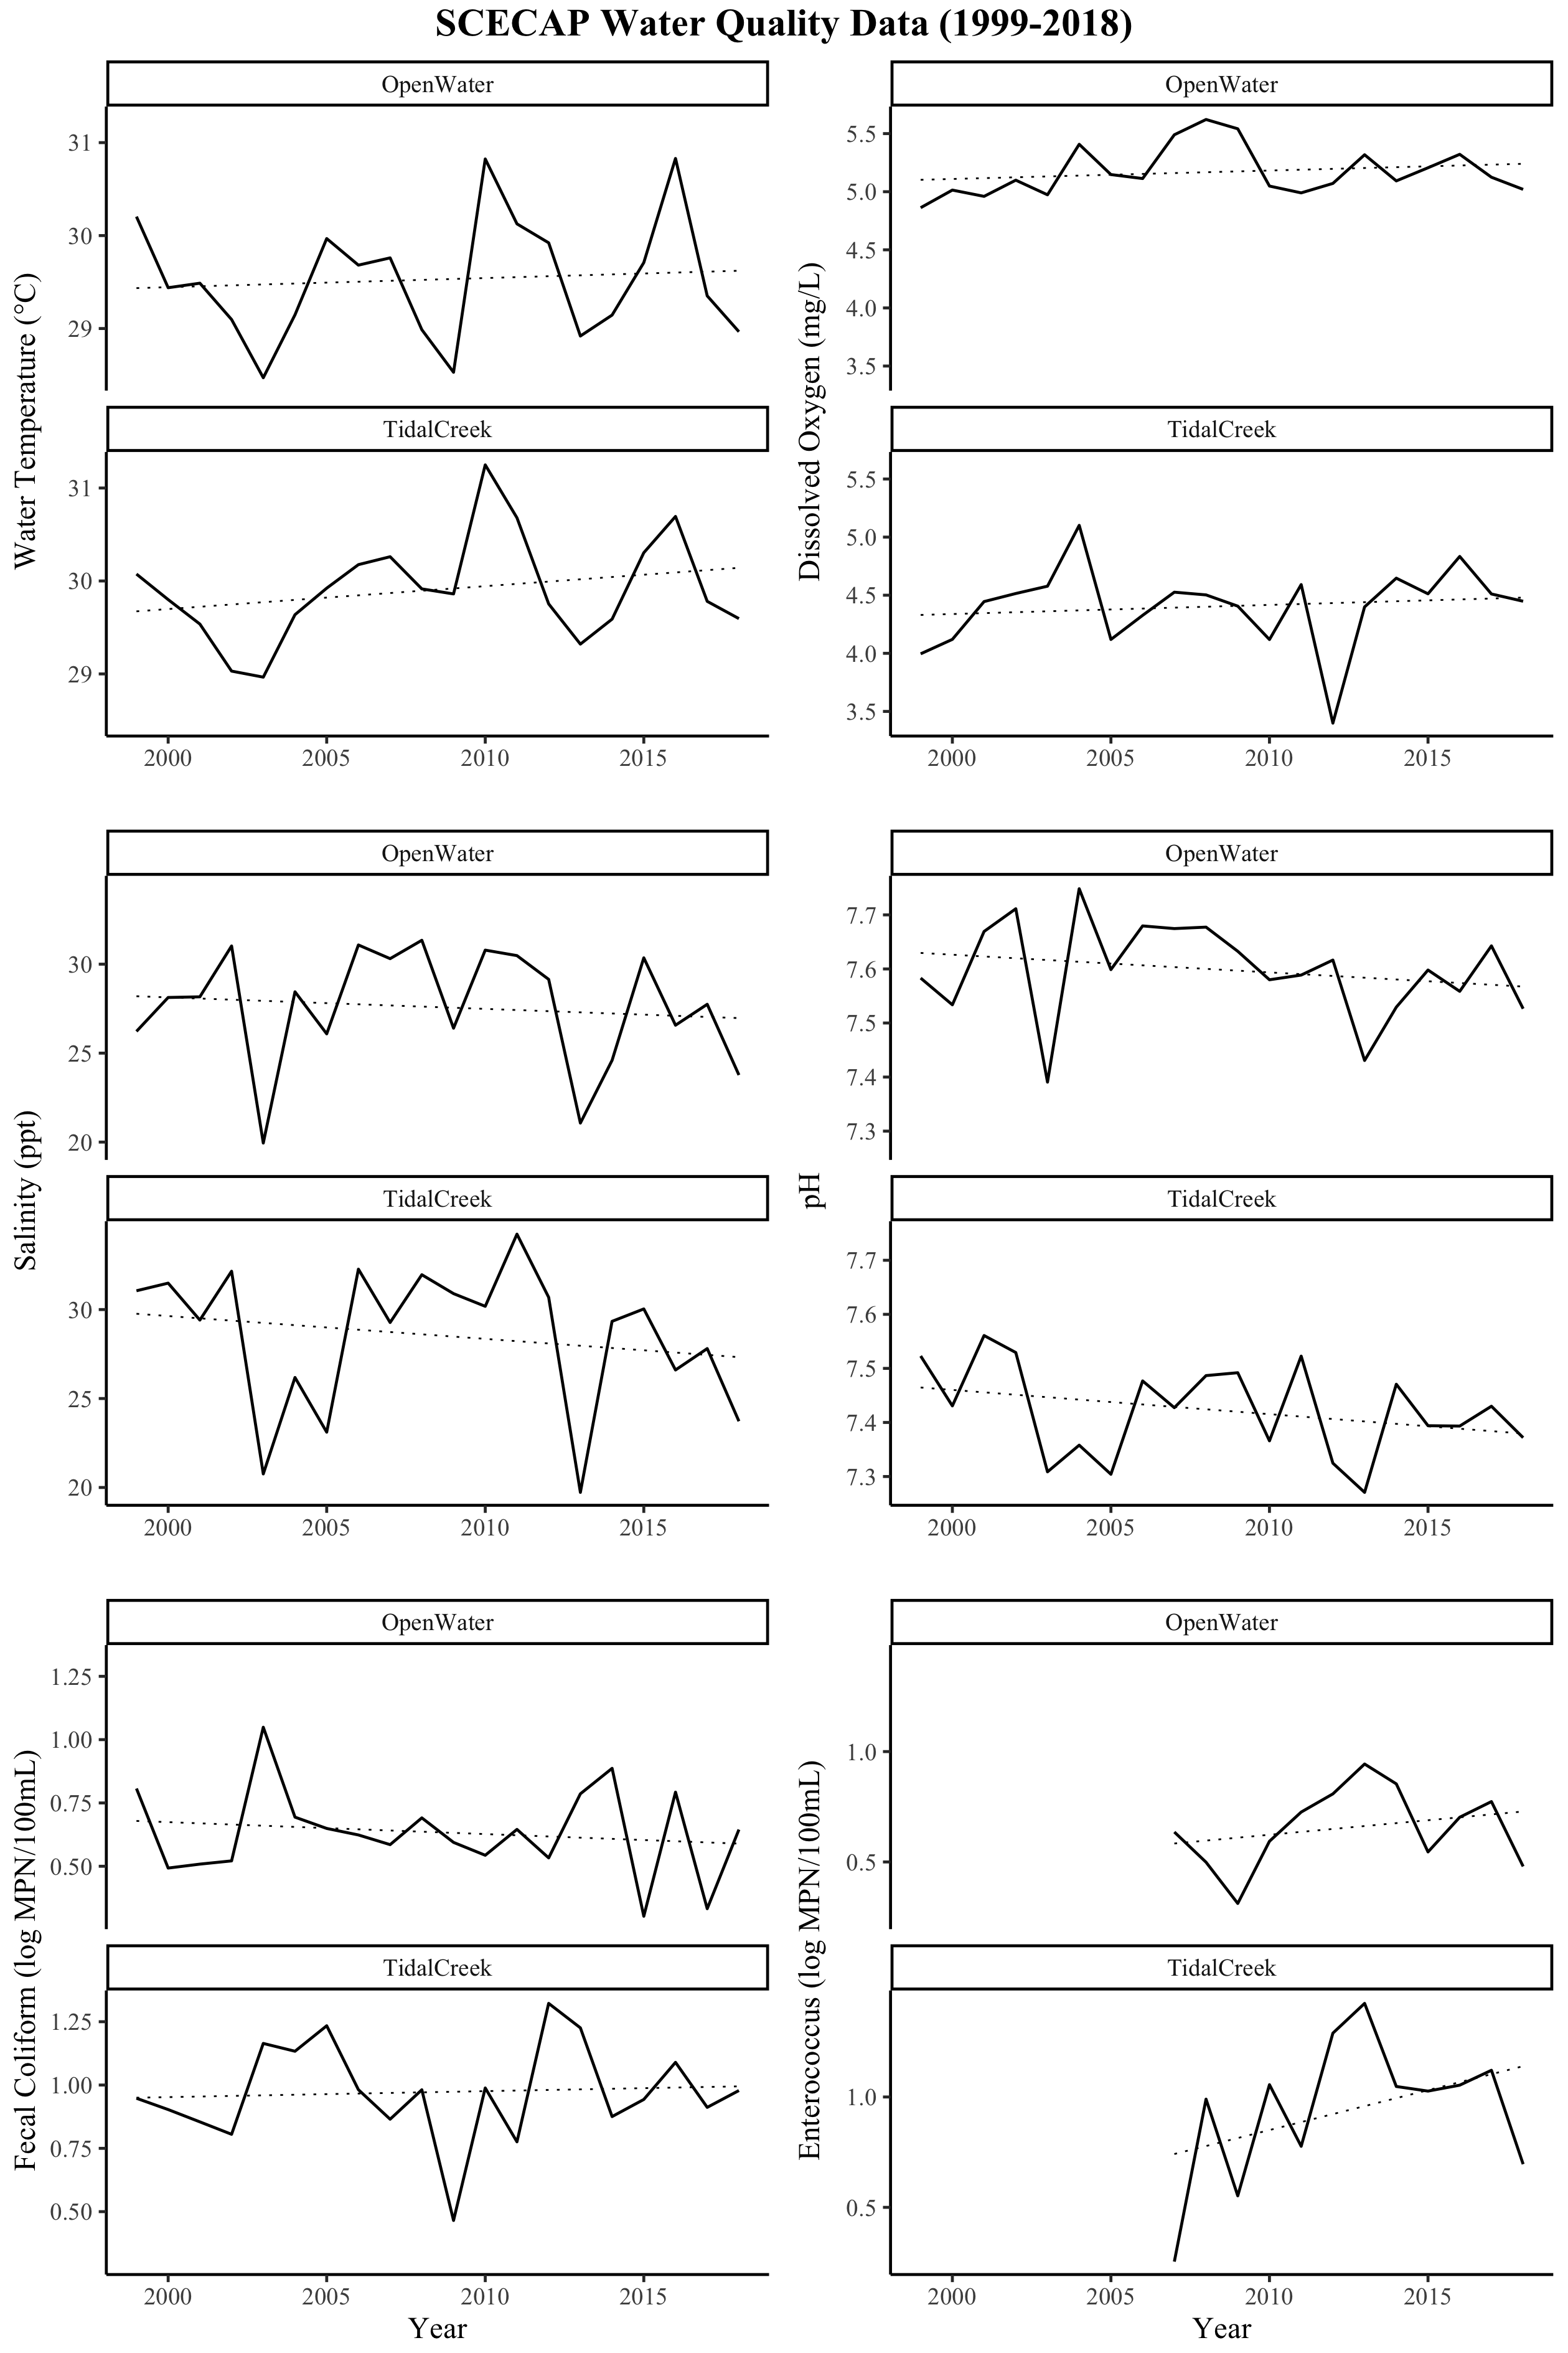 SCECAP Water Quality Data (1999-2018)
OpenWater
31
30
29
TidalCreek
31
30
29
2000 2005 2010 2015
Water Temperature (°C)
OpenWater
5.5
5.0
4.5
4.0
3.5
TidalCreek
5.5
5.0
4.5
4.0
3.5
2000 2005 2010 2015
Dissolved Oxygen (mg/L)
OpenWater
30
25
20
TidalCreek
30
25
20
2000 2005 2010 2015
Salinity (ppt)
OpenWater
7.7
7.6
7.5
7.4
7.3
TidalCreek
7.7
7.6
7.5
7.4
7.3
2000 2005 2010 2015
pH
OpenWater
1.25
1.00
0.75
0.50
TidalCreek
1.25
1.00
0.75
0.50
2000 2005 2010 2015
Year
Fecal Coliform (log MPN/100mL)
OpenWater
1.0
0.5
TidalCreek
1.0
0.5
2000 2005 2010 2015
Year
Enterococcus (log MPN/100mL)